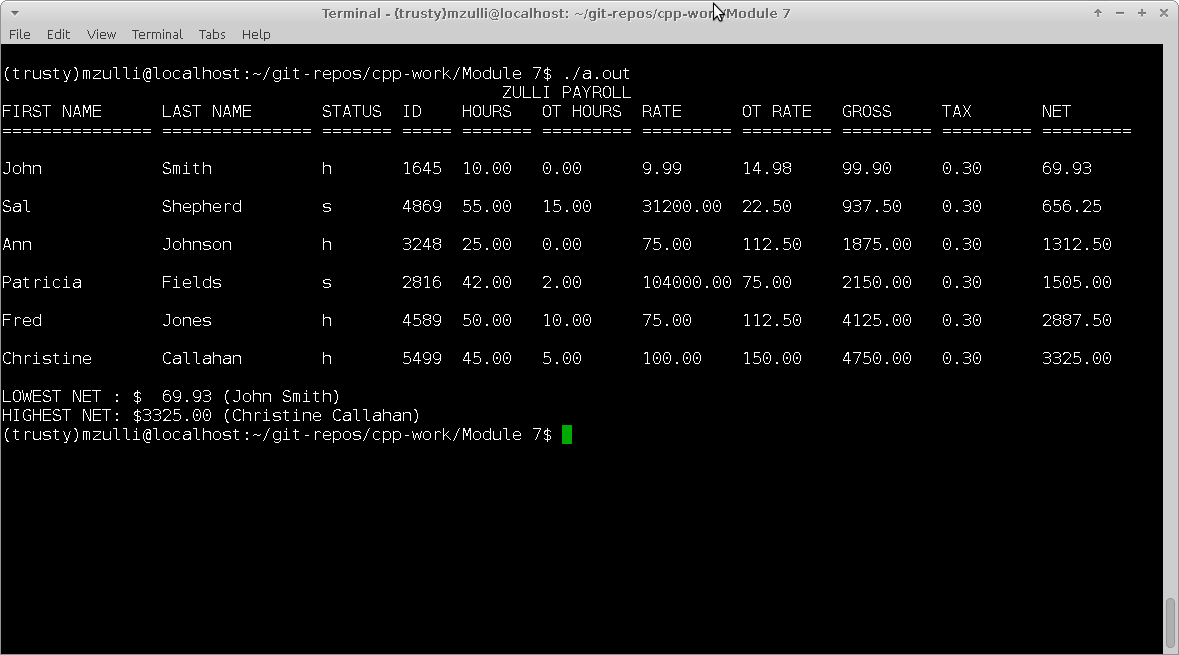 Terminal - (trusty)mzulli@localhost: ~/git-repos/cpp-work/Module 7
File Edit View Terminal Tabs Help
(trusty)mzulli@localhost:~/git-repos/cpp-work/Module 7$ ./a.out
ZULLI PAYROLL
FIRST NAME LAST NAME STATUS ID HOURS OT HOURS RATE OT RATE GROSS TAX NET
=============== =============== ======= ===== ======= ========= ========= ========= ========= ========= =========
John Smith h 1645 10.00 0.00 9.99 14.98 99.90 0.30 69.93
Sal Shepherd s 4869 55.00 15.00 31200.00 22.50 937.50 0.30 656.25
Ann Johnson h 3248 25.00 0.00 75.00 112.50 1875.00 0.30 1312.50
Patricia Fields s 2816 42.00 2.00 104000.00 75.00 2150.00 0.30 1505.00
Fred Jones h 4589 50.00 10.00 75.00 112.50 4125.00 0.30 2887.50
Christine Callahan h 5499 45.00 5.00 100.00 150.00 4750.00 0.30 3325.00
LOWEST NET : $  69.93 (John Smith)
HIGHEST NET: $3325.00 (Christine Callahan)
(trusty)mzulli@localhost:~/git-repos/cpp-work/Module 7$